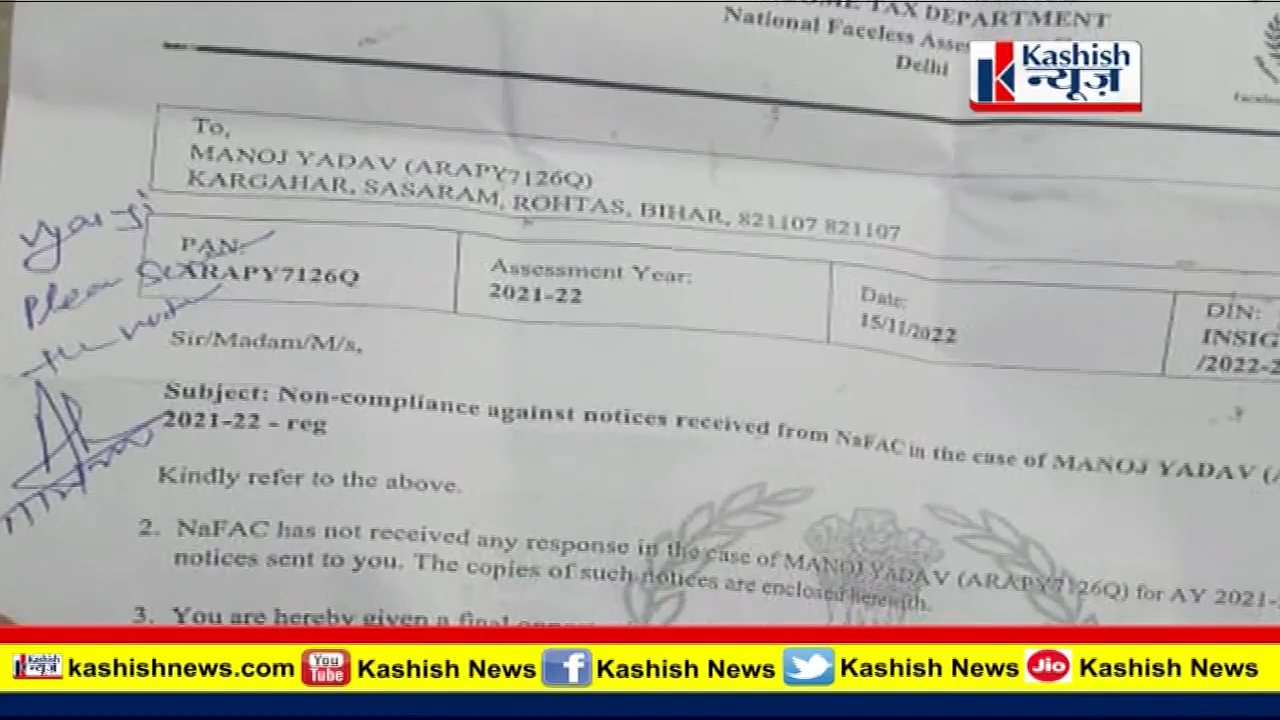 TAX DEPARTMENT
National Faceless
Delhi
Kashish
न्यूज़
To,
MANOJ YADAV (ARAPY7126Q)
KARGAHAR, SASARAM, ROHTAS, BIHAR, 821107 821107
PAN:
ARAPY7126Q
Assessment Year:
2021-22
Date:
15/11/2022
DIN:
INSIG
/2022-2
Sir/Madam/M/s,
Subject: Non-compliance against notices received from NaFAC in the case of MANOJ YADAV (A
2021-22 - reg
Kindly refer to the above.
2. NaFAC has not received any response in the case of MANOJ YADAV (ARAPY7126Q) for AY 2021-
notices sent to you. The copies of such notices are enclosed herewith.
3. You are hereby given a final
Kashish न्यूज़ kashishnews.com You Tube Kashish News f Kashish News Kashish News Jio Kashish News